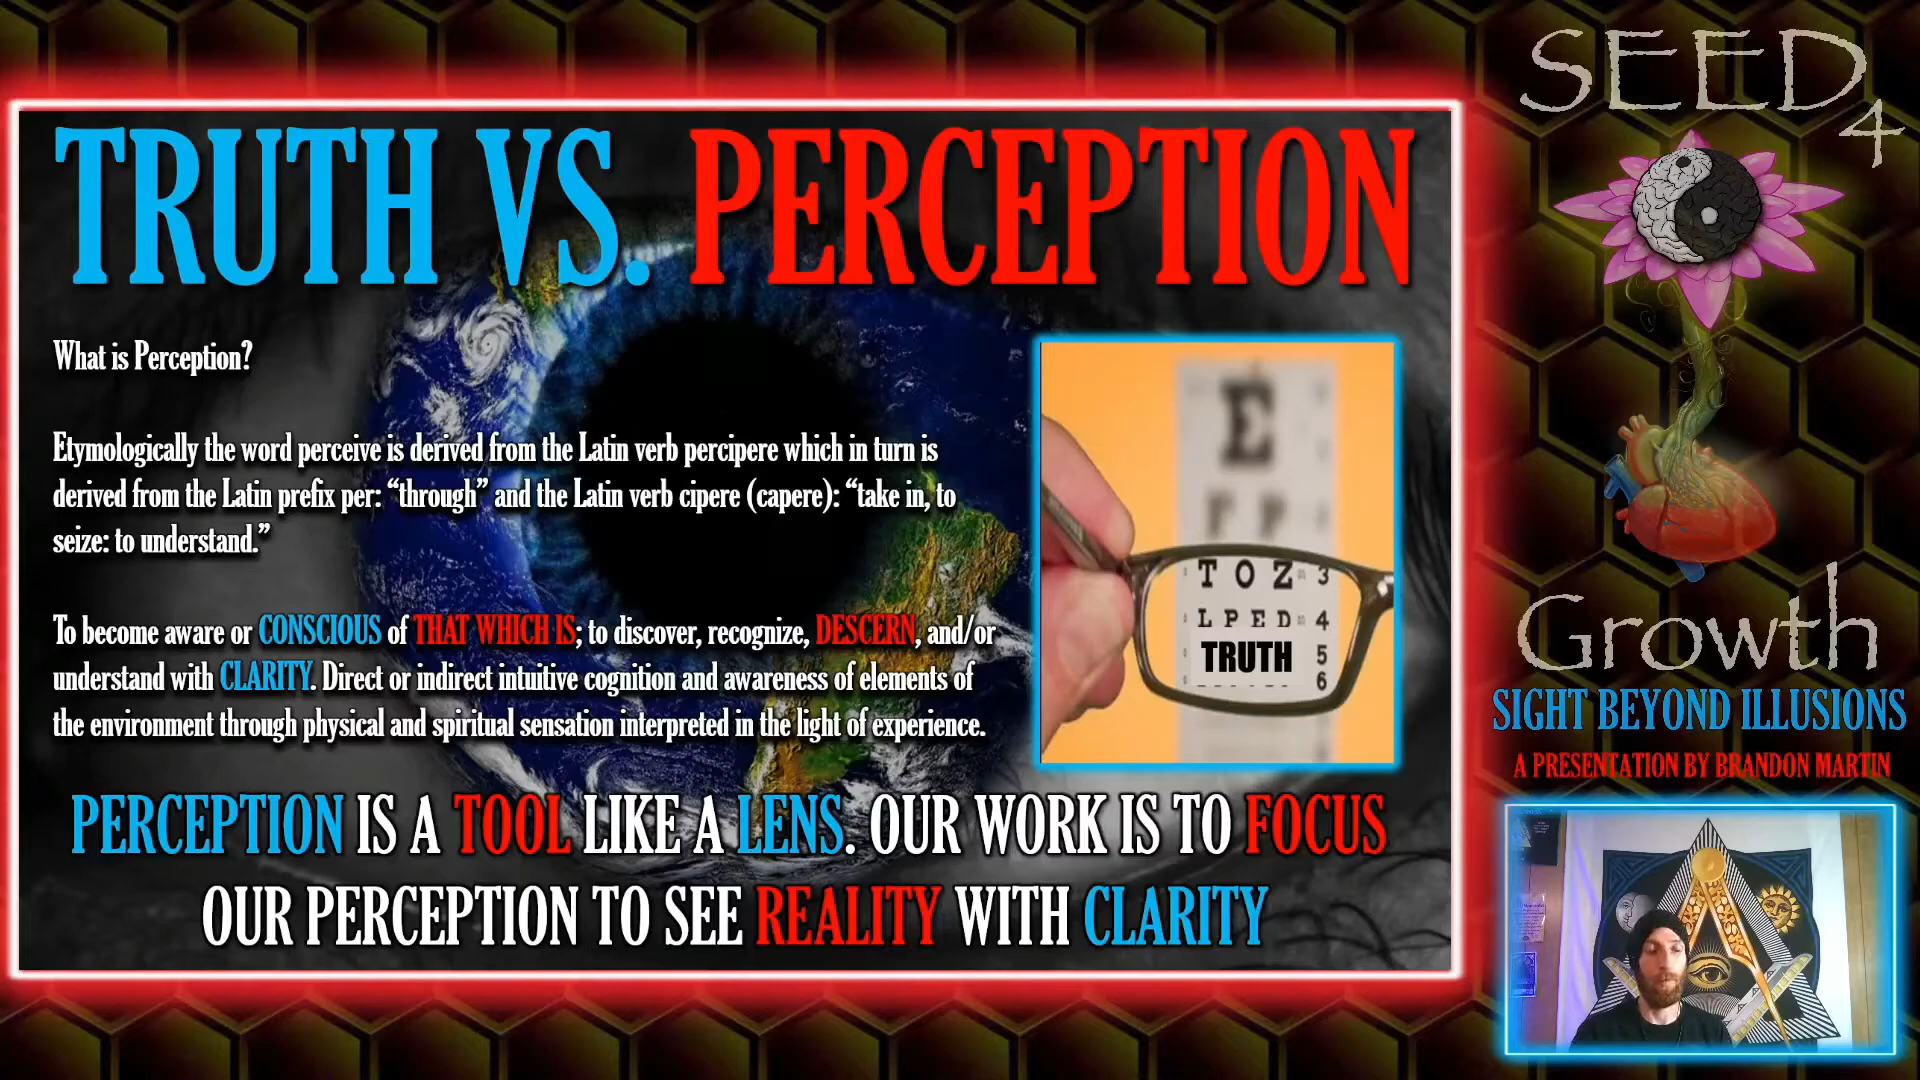 TRUTH VS. PERCEPTION
What is Perception?
Etymologically the word perceive is derived from the Latin verb percipere which in turn is
derived from the Latin prefix per: “through” and the Latin verb cipere (capere): “take in, to
seize: to understand.”
To become aware or CONSCIOUS of THAT WHICH IS; to discover, recognize, DESCERN, and/or
understand with CLARITY. Direct or indirect intuitive cognition and awareness of elements of
the environment through physical and spiritual sensation interpreted in the light of experience.
PERCEPTION IS A TOOL LIKE A LENS. OUR WORK IS TO FOCUS
OUR PERCEPTION TO SEE REALITY WITH CLARITY
E
F P
T O Z 3
L P E D 4
TRUTH 5
6
SEED
4
Growth
SIGHT BEYOND ILLUSIONS
A PRESENTATION BY BRANDON MARTIN